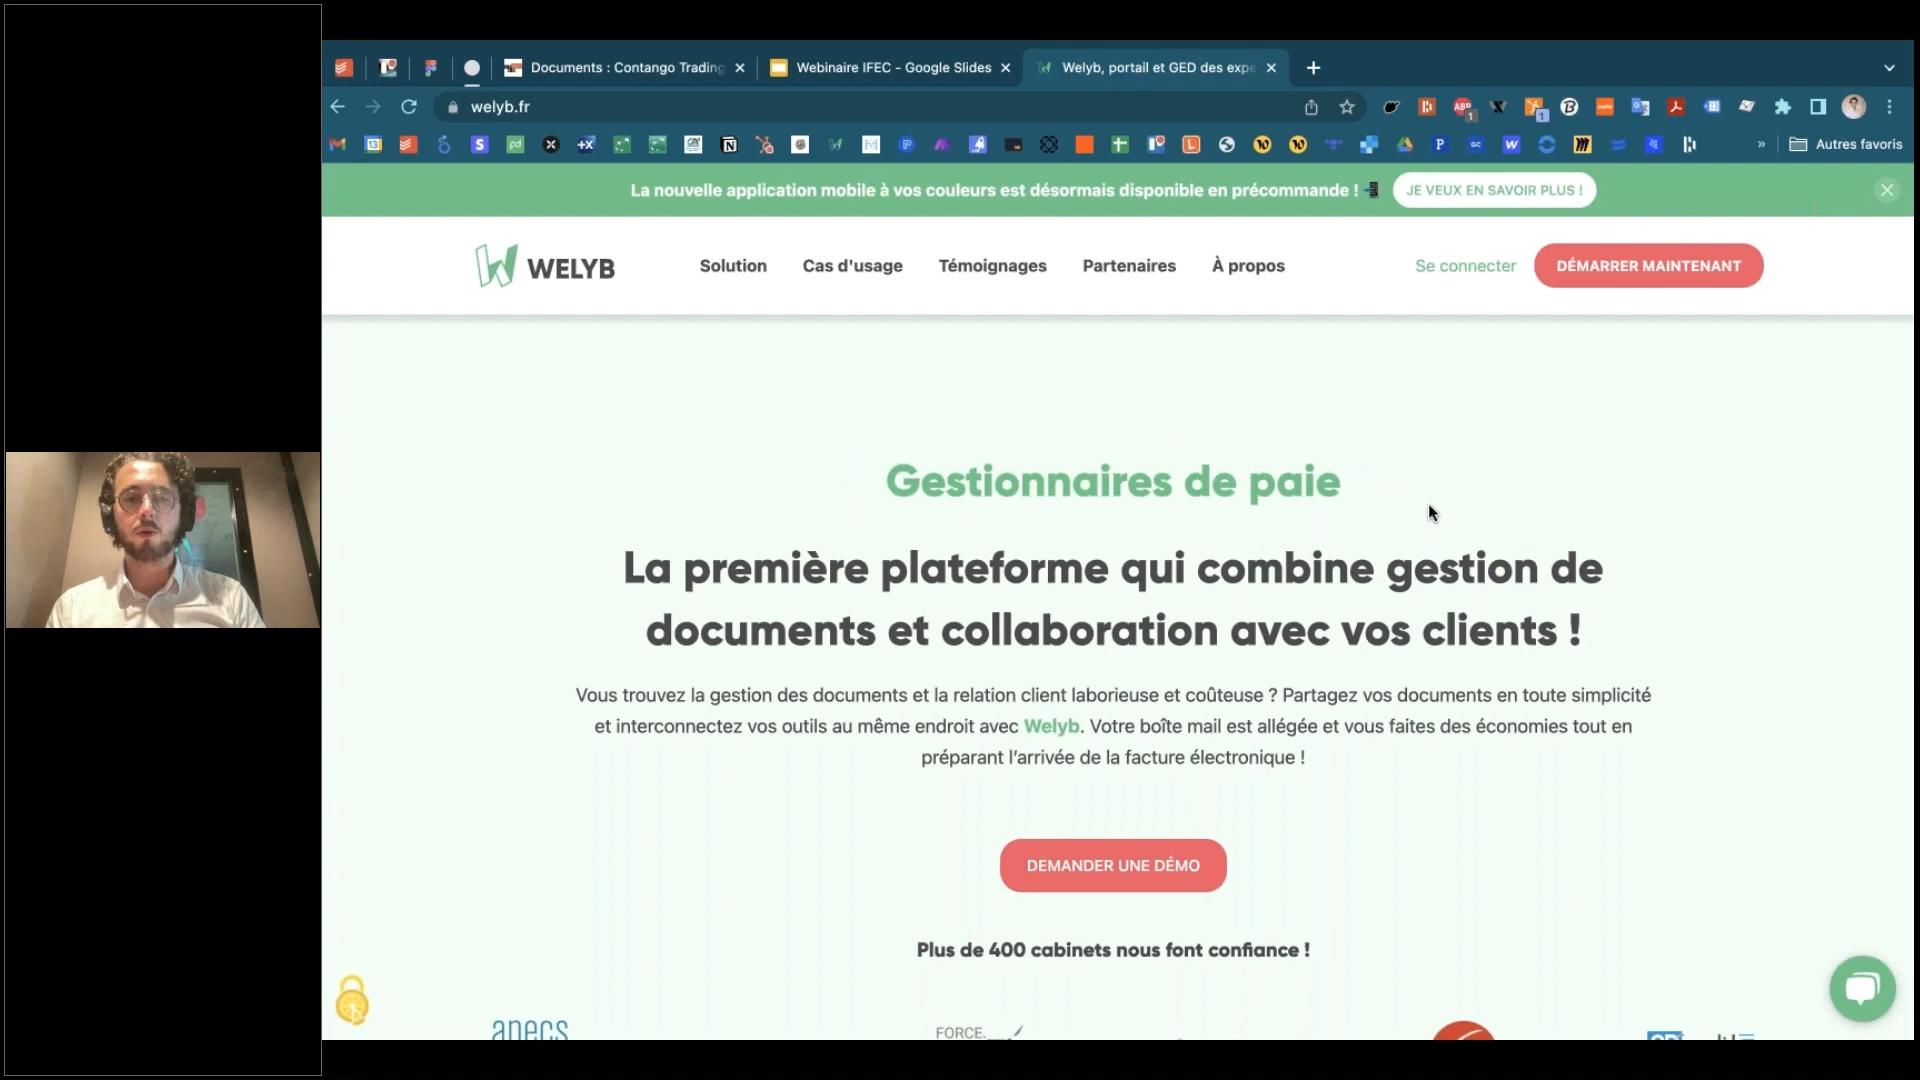 Documents : Contango Trading
Webinaire IFEC - Google Slides
Welyb, portail et GED des expe
welyb.fr
Autres favoris
La nouvelle application mobile à vos couleurs est désormais disponible en précommande !
JE VEUX EN SAVOIR PLUS !
WELYB
Solution
Cas d'usage
Témoignages
Partenaires
À propos
Se connecter
DÉMARRER MAINTENANT
Gestionnaires de paie
La première plateforme qui combine gestion de
documents et collaboration avec vos clients !
Vous trouvez la gestion des documents et la relation client laborieuse et coûteuse ? Partagez vos documents en toute simplicité
et interconnectez vos outils au même endroit avec Welyb. Votre boîte mail est allégée et vous faites des économies tout en
préparant l’arrivée de la facture électronique !
DEMANDER UNE DÉMO
Plus de 400 cabinets nous font confiance !
apecs
FORCE